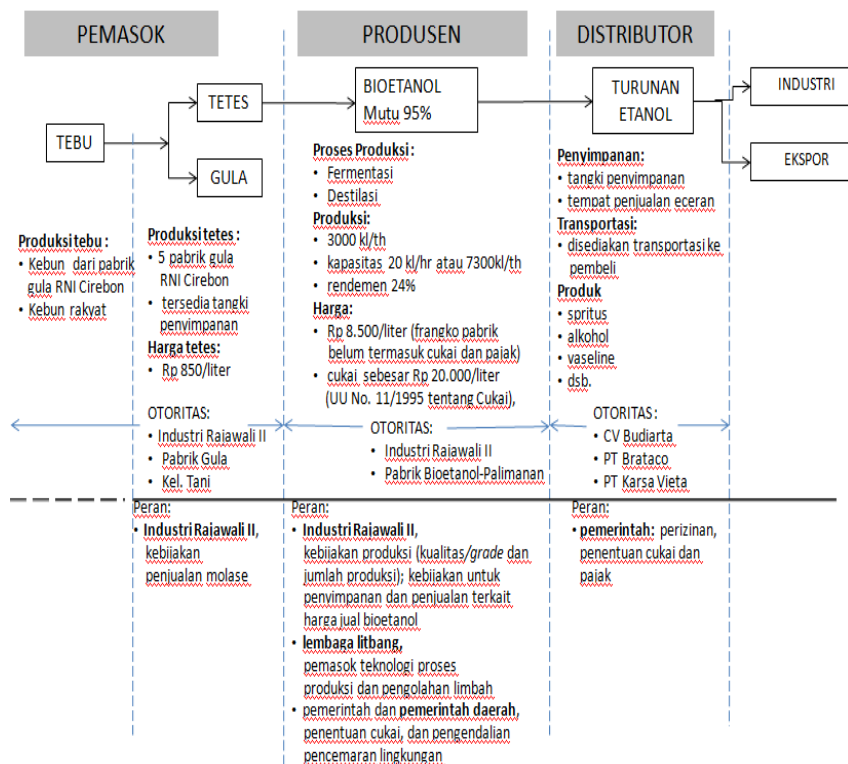 PEMASOK
PRODUSEN
DISTRIBUTOR
TEBU
TETES
GULA
BIOETANOL
Mutu 95%
TURUNAN
ETANOL
INDUSTRI
EKSPOR
Produksi tebu :
• Kebun dari pabrik
gula RNI Cirebon
• Kebun rakyat
Produksi tetes :
• 5 pabrik gula
RNI Cirebon
• tersedia tangki
penyimpanan
Harga tetes:
• Rp 850/liter
Proses Produksi :
• Fermentasi
• Destilasi
Produksi:
• 3000 kl/th
• kapasitas 20 kl/hr atau 7300kl/th
• rendemen 24%
Harga:
• Rp 8.500/liter (frangko pabrik
belum termasuk cukai dan pajak)
• cukai sebesar Rp 20.000/liter
(UU No. 11/1995 tentang Cukai),
Penyimpanan:
• tangki penyimpanan
• tempat penjualan eceran
Transportasi:
• disediakan transportasi ke
pembeli
Produk
• spritus
• alkohol
• vaseline
• dsb.
OTORITAS:
• Industri Rajawali II
• Pabrik Gula
• Kel. Tani
OTORITAS:
• Industri Rajawali II
• Pabrik Bioetanol-Palimanan
OTORITAS:
• CV Budiarta
• PT Brataco
• PT Karsa Vieta
Peran:
• Industri Rajawali II,
kebijakan
penjualan molase
Peran:
• Industri Rajawali II,
kebijakan produksi (kualitas/grade dan
jumlah produksi); kebijakan untuk
penyimpanan dan penjualan terkait
harga jual bioetanol
• lembaga litbang,
pemasok teknologi proses
produksi dan pengolahan limbah
• pemerintah dan pemerintah daerah,
penentuan cukai, dan pengendalian
pencemaran lingkungan
Peran:
• pemerintah: perizinan,
penentuan cukai dan
pajak